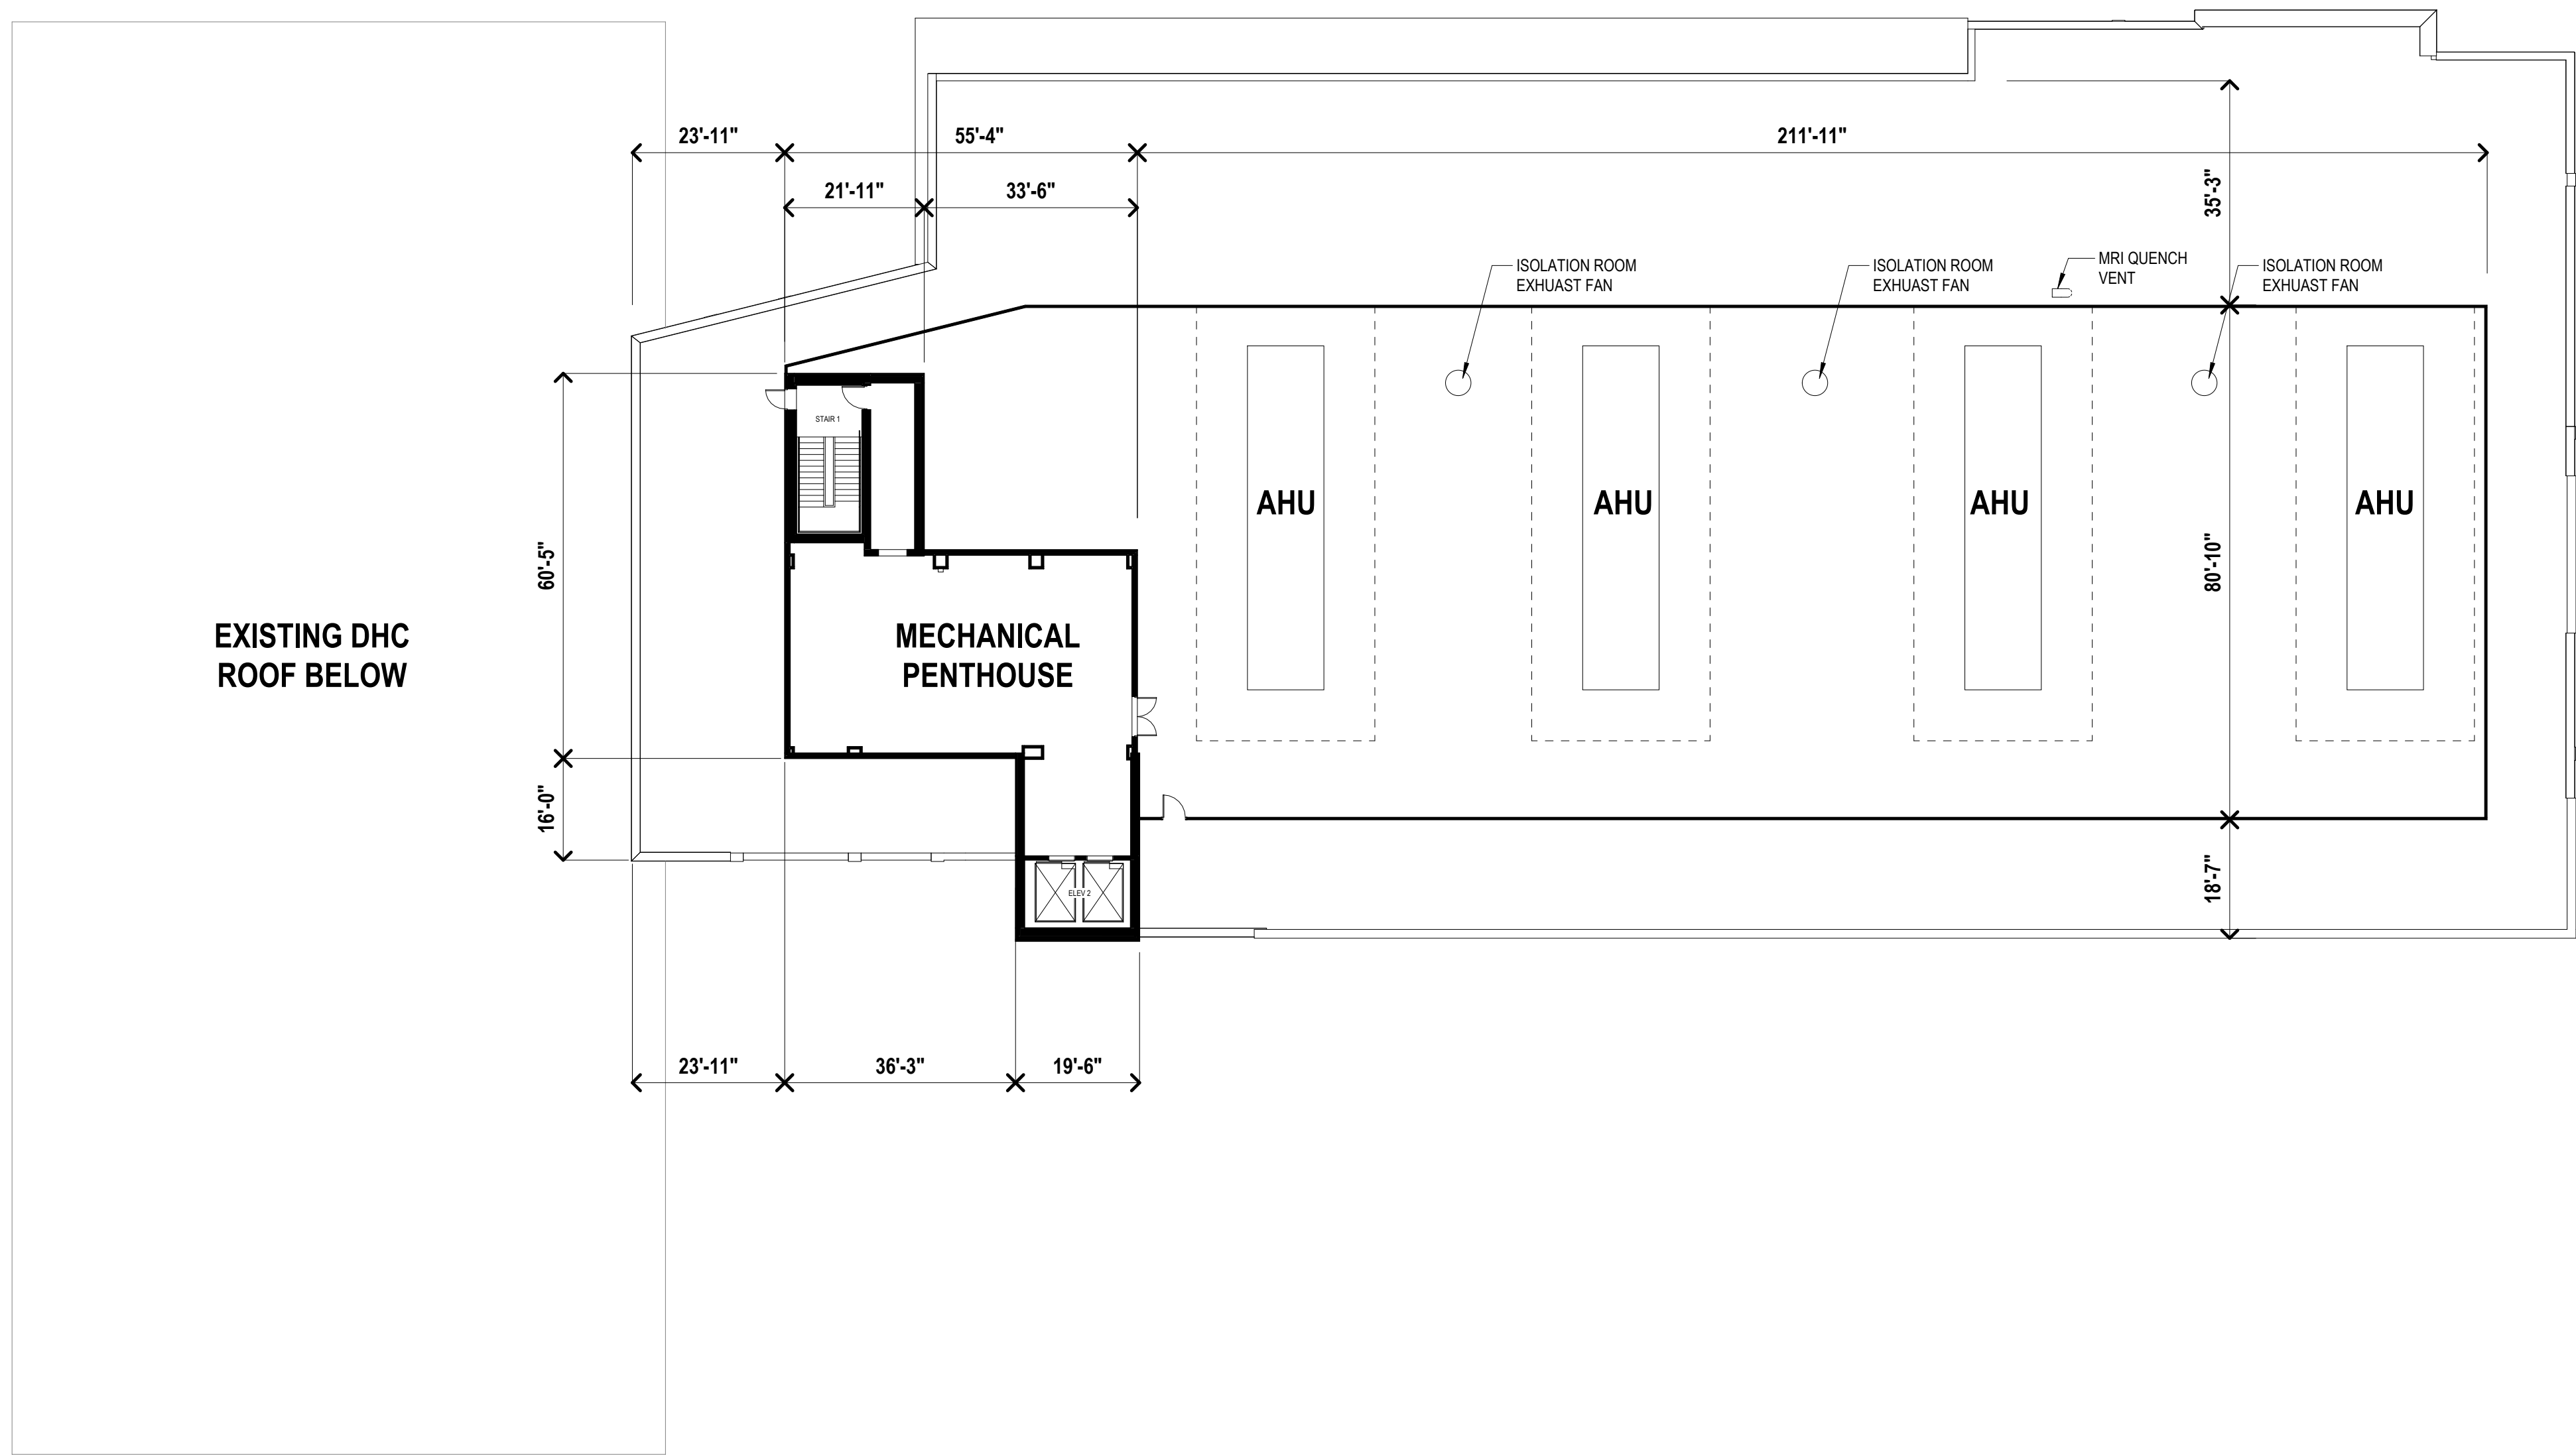 23'-11"
55'-4"
211'-11"
21'-11"
33'-6"
35'-3"
ISOLATION ROOM
EXHUAST FAN
ISOLATION ROOM
EXHUAST FAN
MRI QUENCH
VENT
ISOLATION ROOM
EXHUAST FAN
STAIR 1
AHU
AHU
AHU
AHU
60'-5"
80'-10"
EXISTING DHC
ROOF BELOW
MECHANICAL
PENTHOUSE
16'-0"
ELEV 2
18'-7"
23'-11"
36'-3"
19'-6"